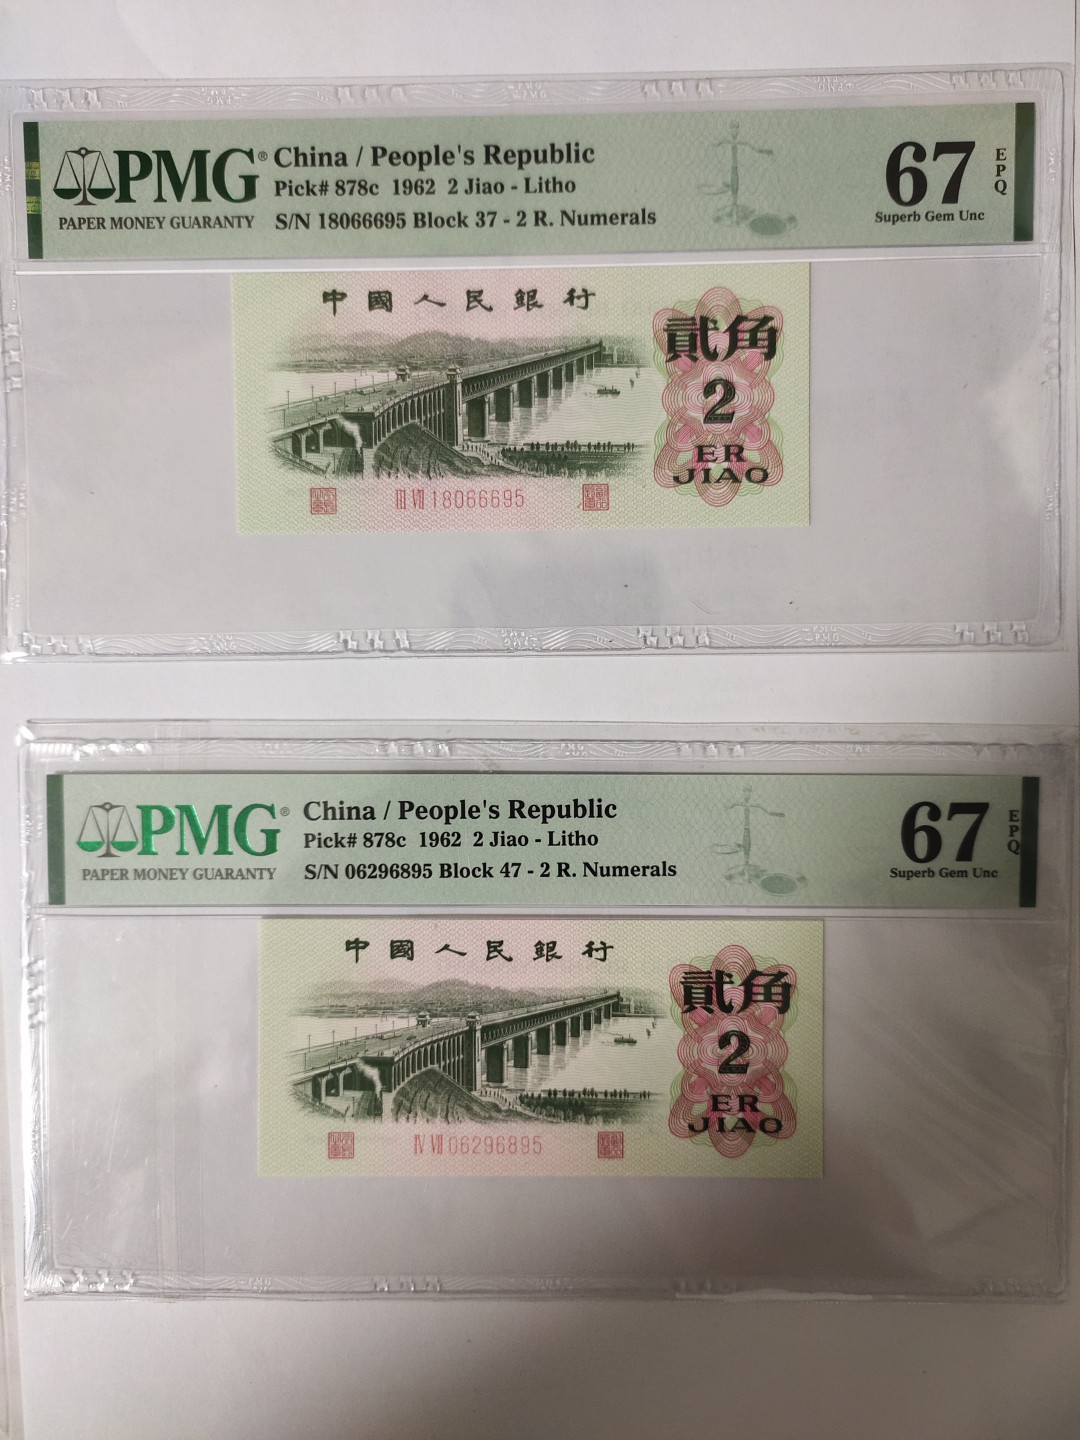 PMG® China / People's Republic
Pick# 878c 1962 2 Jiao - Litho
PAPER MONEY GUARANTY S/N 18066695 Block 37 - 2 R. Numerals
67 EPQ
Superb Gem Unc
中國人民銀行
貳角
2
ER
JIAO
III VII 18066695
PMG® China / People's Republic
Pick# 878c 1962 2 Jiao - Litho
PAPER MONEY GUARANTY S/N 06296895 Block 47 - 2 R. Numerals
67 EPQ
Superb Gem Unc
中國人民銀行
貳角
2
ER
JIAO
IV VII 06296895